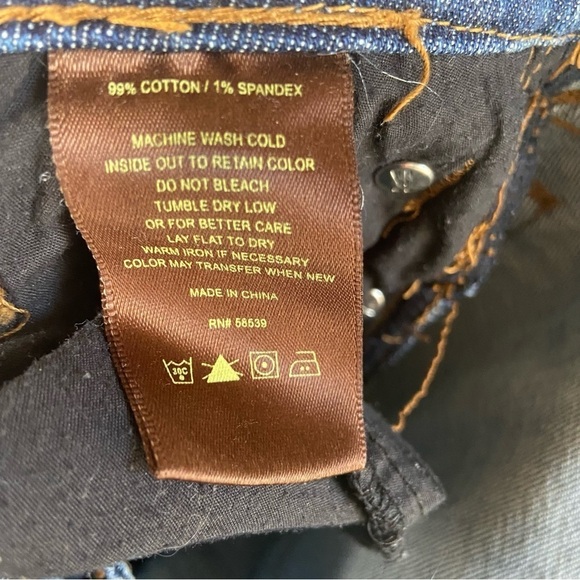 99% COTTON / 1% SPANDEX
MACHINE WASH COLD
INSIDE OUT TO RETAIN COLOR
DO NOT BLEACH
TUMBLE DRY LOW
OR FOR BETTER CARE
LAY FLAT TO DRY
WARM IRON IF NECESSARY
COLOR MAY TRANSFER WHEN NEW
MADE IN CHINA
RN# 56539
30C